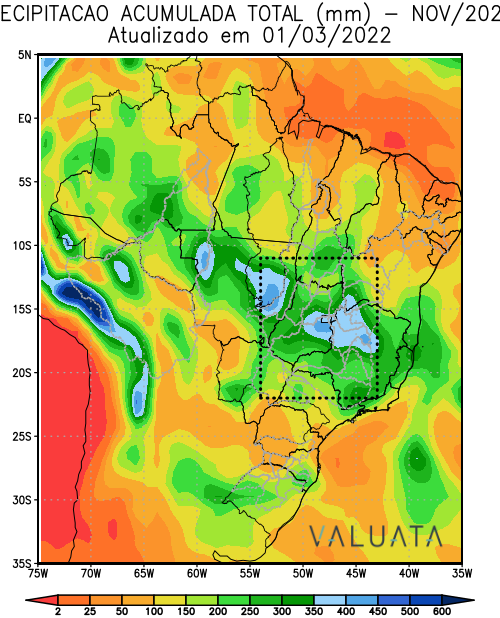 ECIPITACAO ACUMULADA TOTAL (mm) – NOV/202
Atualizado em 01/03/2022
5N
EQ
5S
10S
15S
20S
25S
30S
35S
VALUATA
75W 70W 65W 60W 55W 50W 45W 40W 35W
2 25 50 100 150 200 250 300 350 400 450 500 600